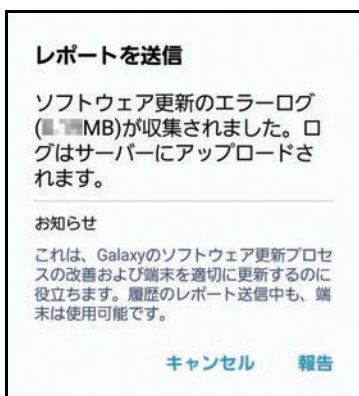 レポートを送信
ソフトウェア更新のエラーログ
(MB)が収集されました。ロ
グはサーバーにアップロードさ
れます。
お知らせ
これは、Galaxyのソフトウェア更新プロセ
スの改善および端末を適切に更新するのに
役立ちます。履歴のレポート送信中も、端
末は使用可能です。
キャンセル 報告